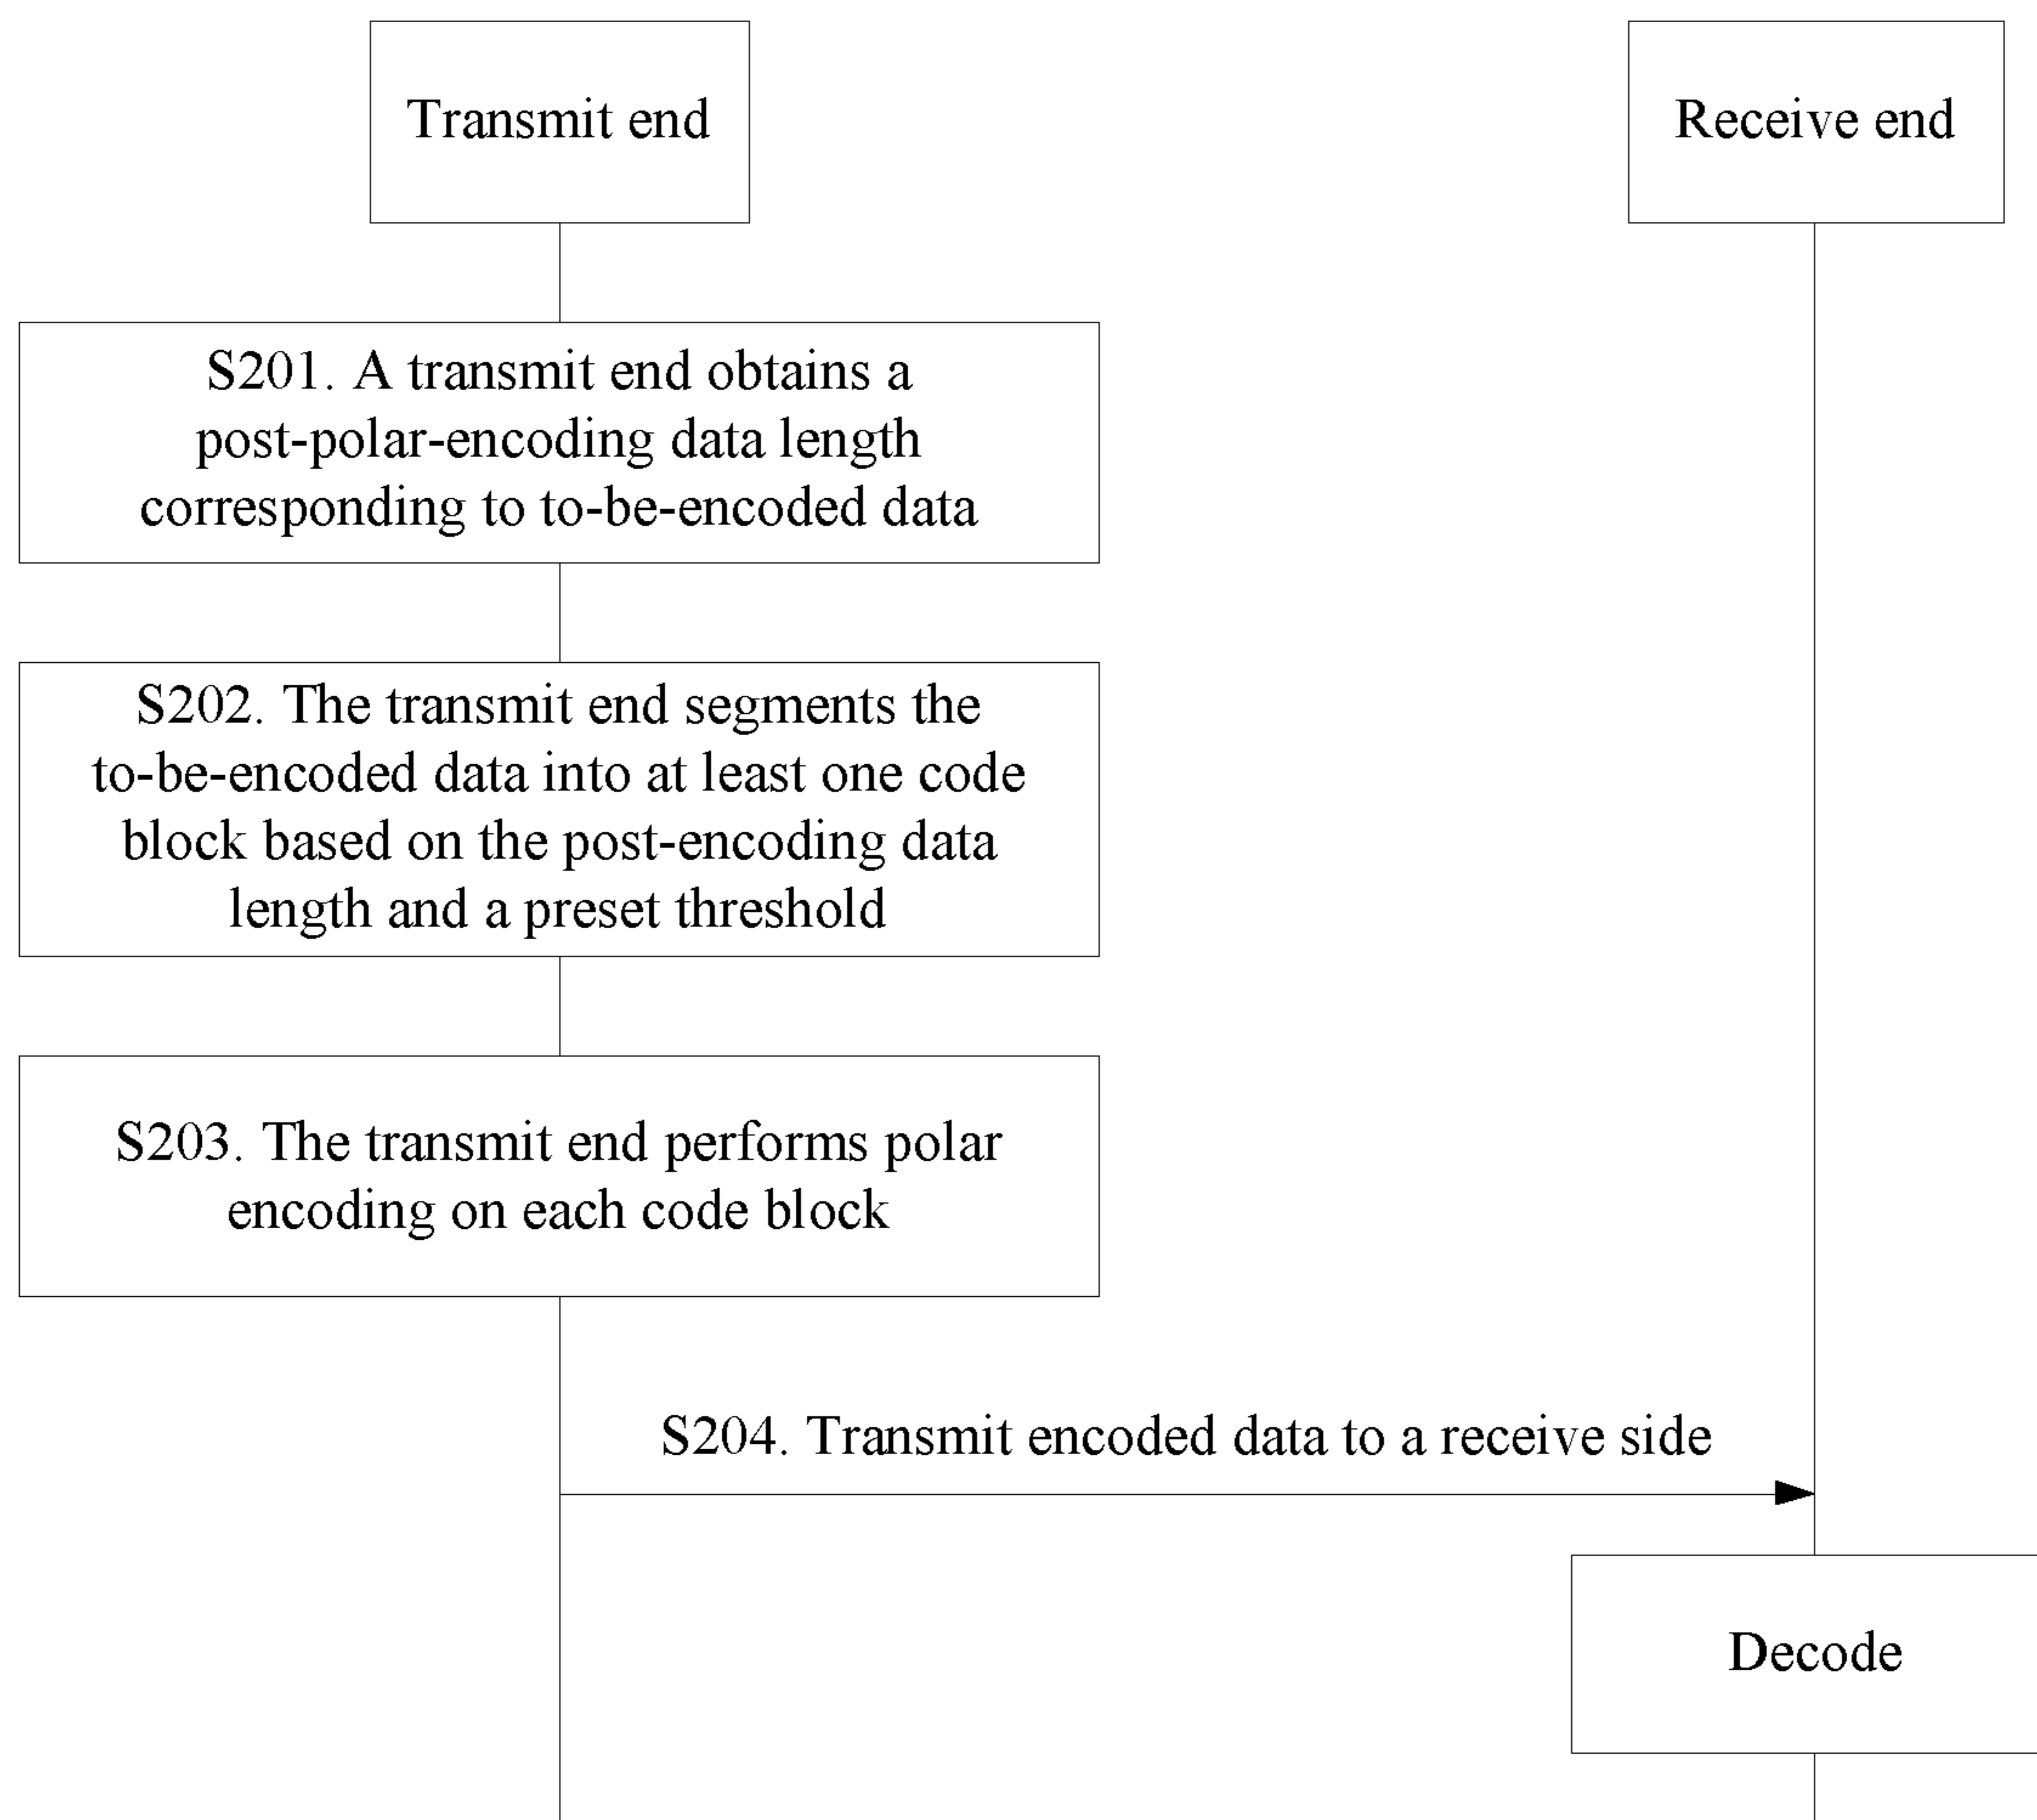 Transmit end
Receive end
S201. A transmit end obtains a
post-polar-encoding data length
corresponding to to-be-encoded data
S202. The transmit end segments the
to-be-encoded data into at least one code
block based on the post-encoding data
length and a preset threshold
S203. The transmit end performs polar
encoding on each code block
S204. Transmit encoded data to a receive side
Decode